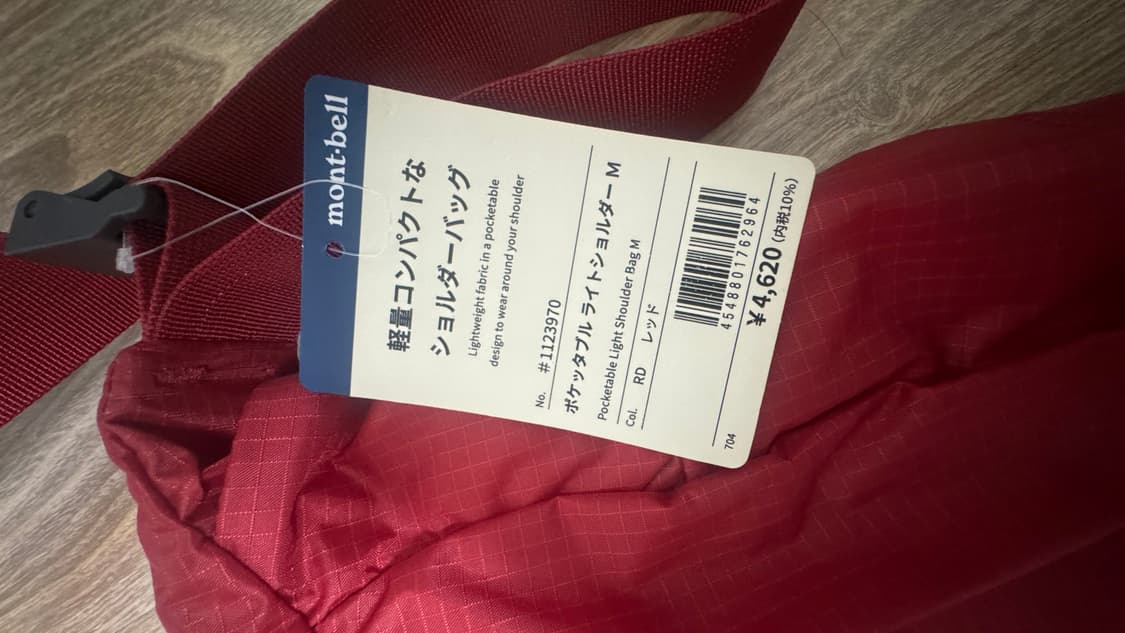 mont-bell
軽量コンパクトな
ショルダーバッグ
Lightweight fabric in a pocketable
design to wear around your shoulder
No. #1123970
ポケッタブル ライトショルダー M
Pocketable Light Shoulder Bag M
Col. RD レッド
4548801762964
¥4,620(内税10%)
704